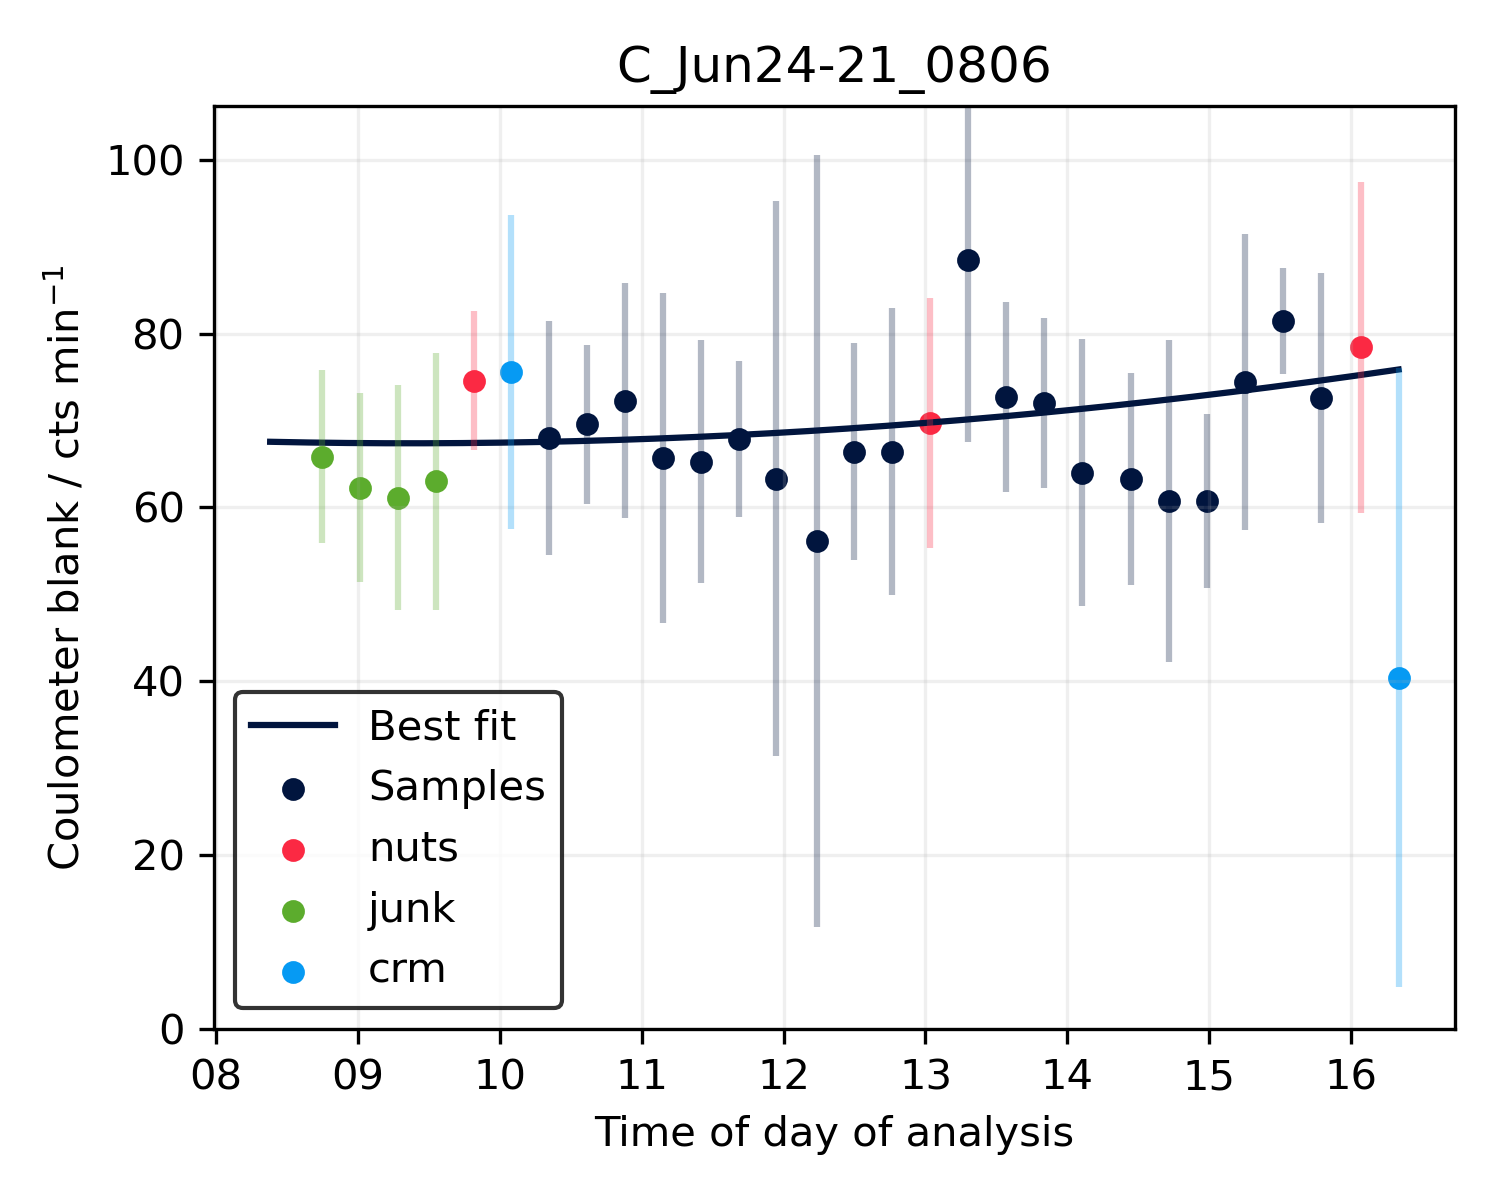 C_Jun24-21_0806
Coulometer blank / cts min⁻¹
100
80
60
40
20
0
Best fit
Samples
nuts
junk
crm
08 09 10 11 12 13 14 15 16
Time of day of analysis